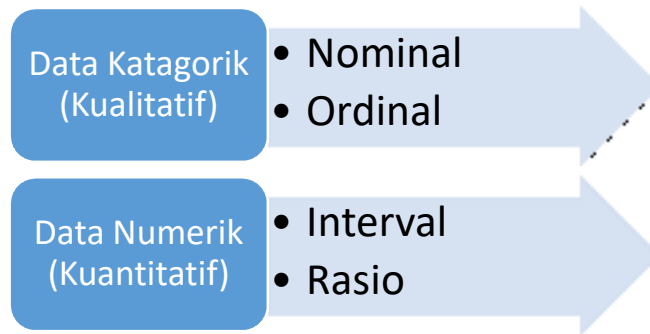 Data Katagorik
(Kualitatif)
• Nominal
• Ordinal
Data Numerik
(Kuantitatif)
• Interval
• Rasio